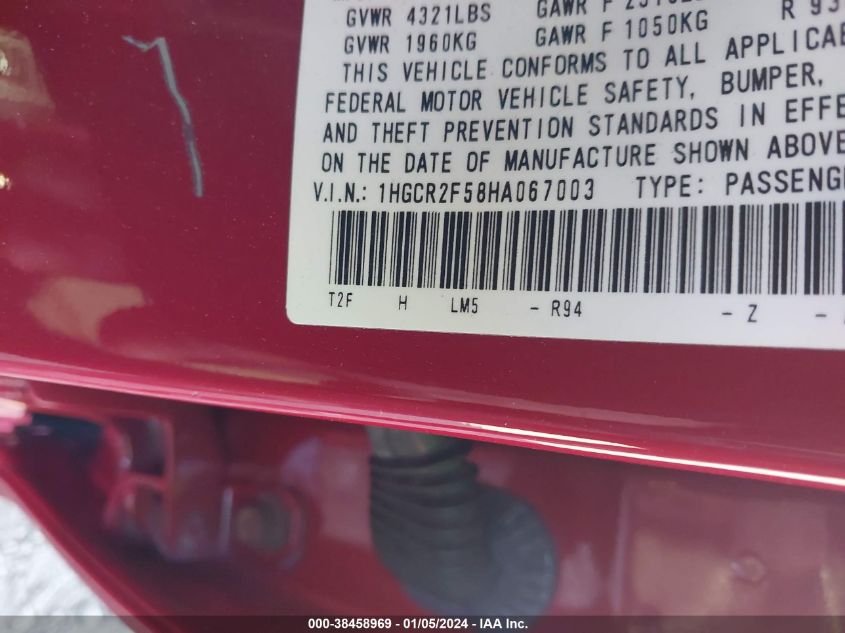 GVWR 4321LBS GAWR F R 93
GVWR 1960KG GAWR F 1050KG
THIS VEHICLE CONFORMS TO ALL APPLICAB
FEDERAL MOTOR VEHICLE SAFETY, BUMPER,
AND THEFT PREVENTION STANDARDS IN EFFE
ON THE DATE OF MANUFACTURE SHOWN ABOVE
V.I.N.: 1HGCR2F58HA067003 TYPE: PASSENG
T2F H LM5 - R94 - Z -
000-38458969 - 01/05/2024 - IAA Inc.